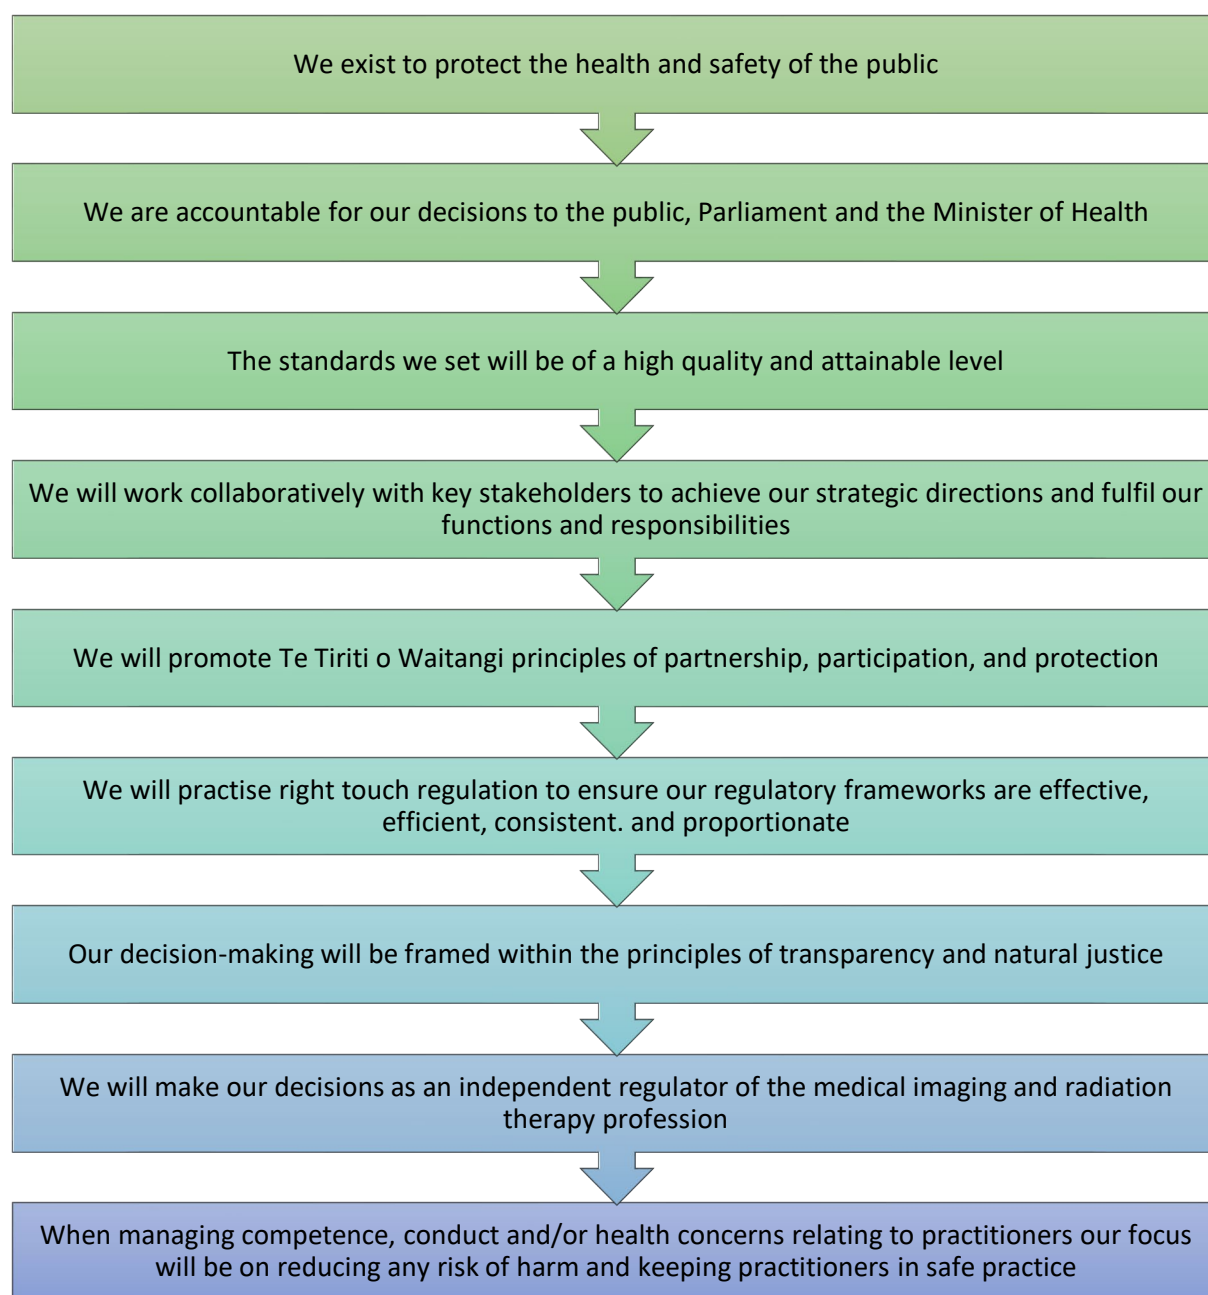 We exist to protect the health and safety of the public
We are accountable for our decisions to the public, Parliament and the Minister of Health
The standards we set will be of a high quality and attainable level
We will work collaboratively with key stakeholders to achieve our strategic directions and fulfil our
functions and responsibilities
We will promote Te Tiriti o Waitangi principles of partnership, participation, and protection
We will practise right touch regulation to ensure our regulatory frameworks are effective,
efficient, consistent. and proportionate
Our decision-making will be framed within the principles of transparency and natural justice
We will make our decisions as an independent regulator of the medical imaging and radiation
therapy profession
When managing competence, conduct and/or health concerns relating to practitioners our focus
will be on reducing any risk of harm and keeping practitioners in safe practice